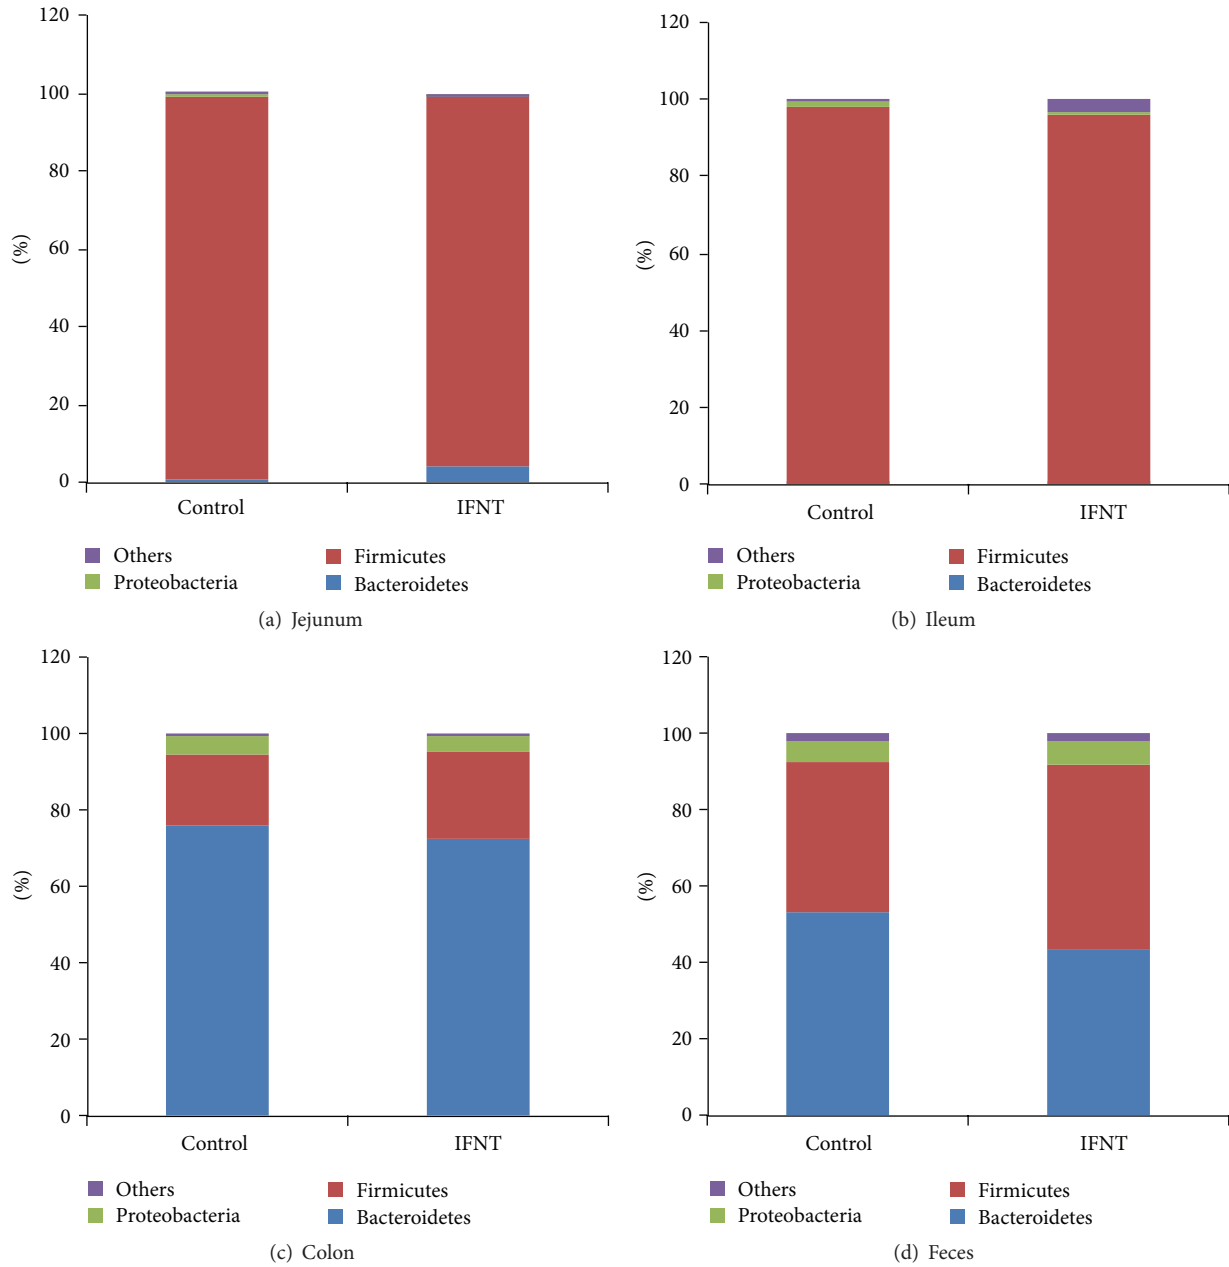 120
100
80
60
40
20
0
(%)
Control IFNT
Others Firmicutes
Proteobacteria Bacteroidetes
(a) Jejunum
120
100
80
60
40
20
0
(%)
Control IFNT
Others Firmicutes
Proteobacteria Bacteroidetes
(b) Ileum
120
100
80
60
40
20
0
(%)
Control IFNT
Others Firmicutes
Proteobacteria Bacteroidetes
(c) Colon
120
100
80
60
40
20
0
(%)
Control IFNT
Others Firmicutes
Proteobacteria Bacteroidetes
(d) Feces